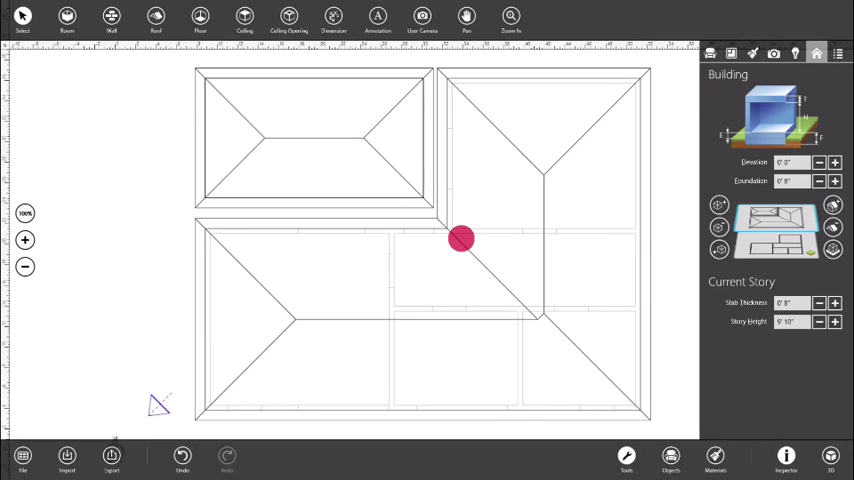 Select
Room
Wall
Roof
Floor
Ceiling
Ceiling Opening
Dimension
Annotation
User Camera
Pan
Zoom In
Building
T
H
E
F
Elevation
0' 0"
Foundation
0' 8"
100%
Current Story
Slab Thickness
0' 8"
Story Height
9' 10"
File
Import
Export
Undo
Redo
Tools
Objects
Materials
Inspector
3D